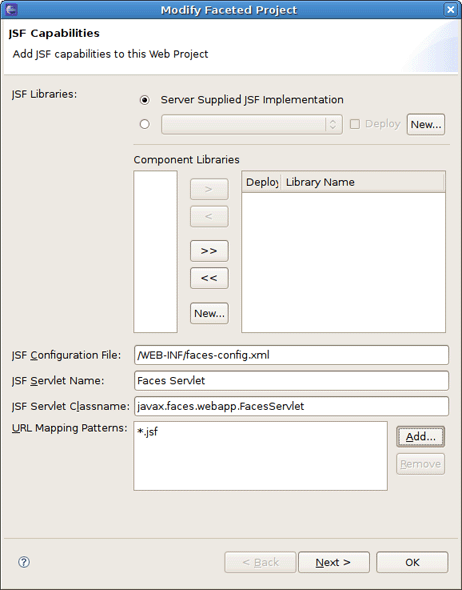 Modify Faceted Project
JSF Capabilities
Add JSF capabilities to this Web Project
JSF Libraries:
Server Supplied JSF Implementation
Deploy
New...
Component Libraries
>
<
>>
<<
New...
Deploy
Library Name
JSF Configuration File:
/WEB-INF/faces-config.xml
JSF Servlet Name:
Faces Servlet
JSF Servlet Classname:
javax.faces.webapp.FacesServlet
URL Mapping Patterns:
*.jsf
Add...
Remove
?
< Back
Next >
OK